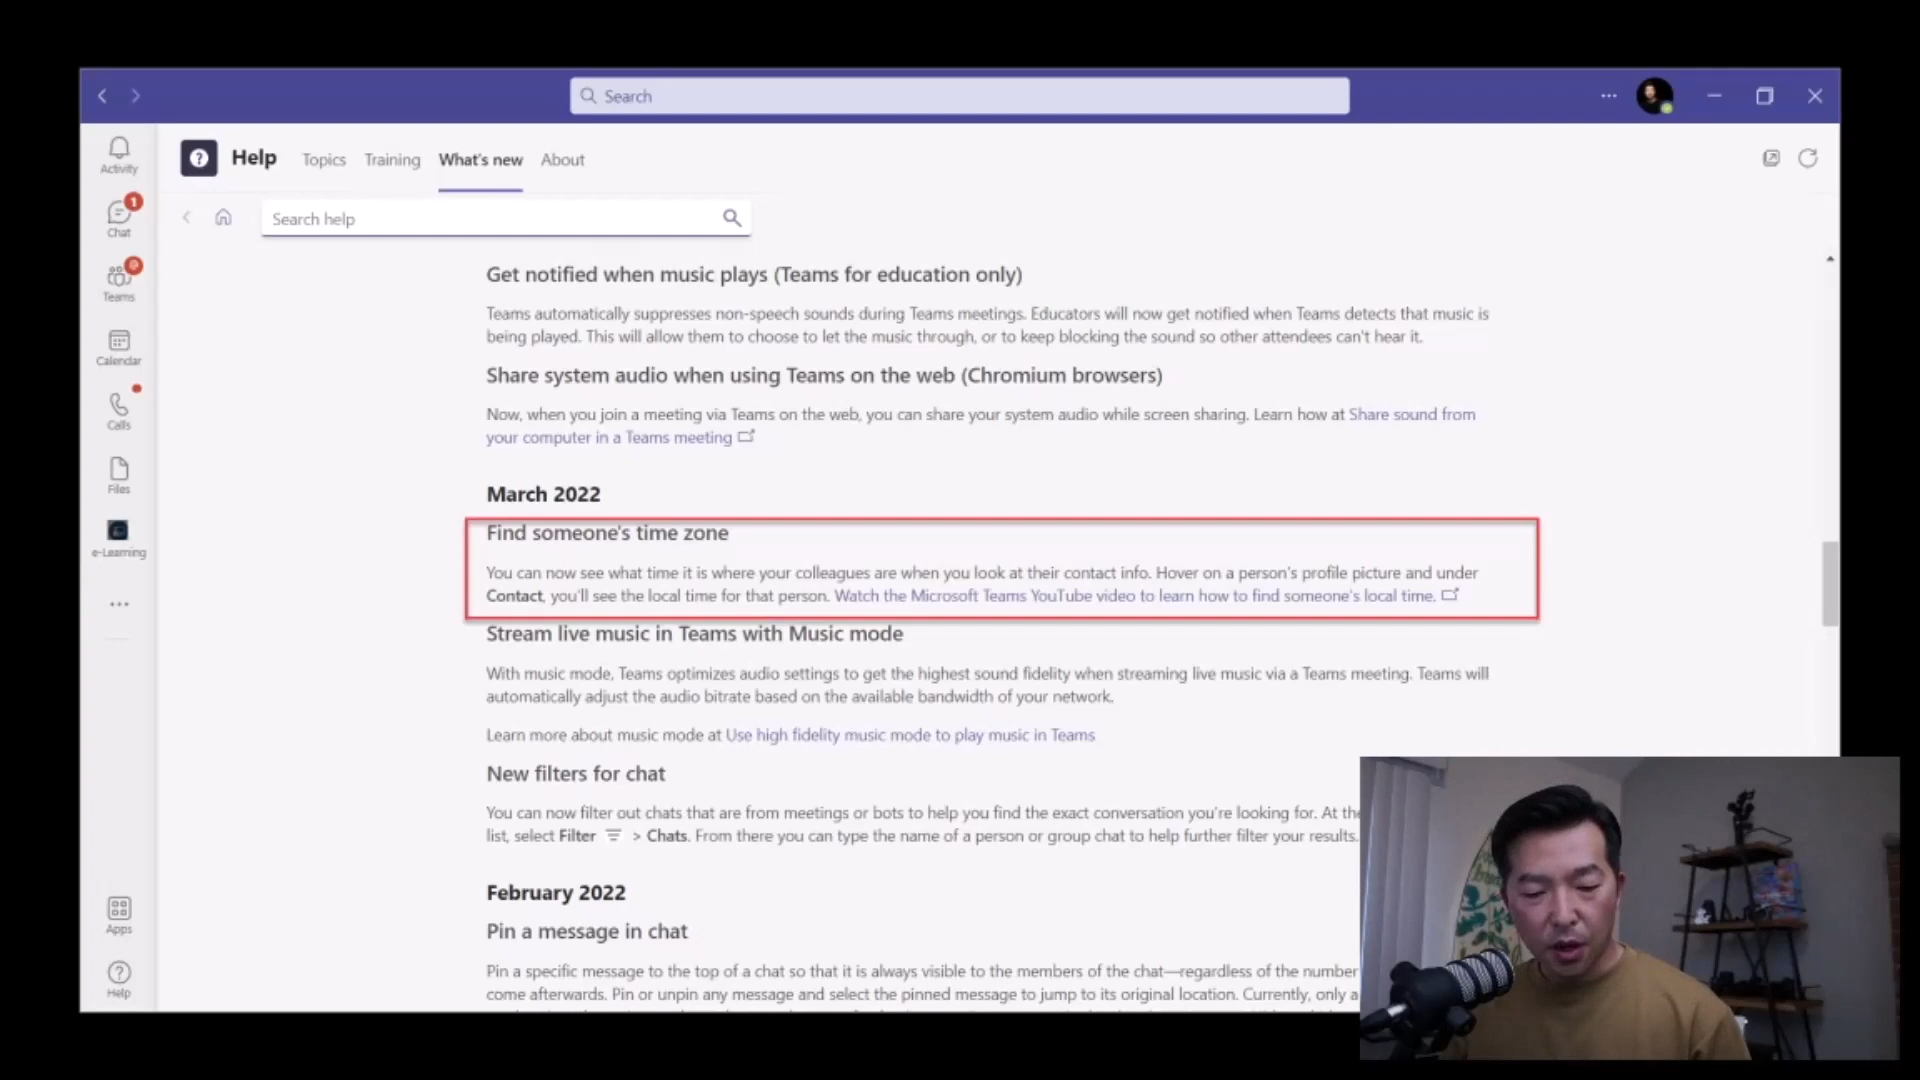 Search
Activity
Help
Topics
Training
What's new
About
1
Chat
Search help
Teams
Calendar
Calls
Files
e-Learning
Apps
Help
Get notified when music plays (Teams for education only)
Teams automatically suppresses non-speech sounds during Teams meetings. Educators will now get notified when Teams detects that music is
being played. This will allow them to choose to let the music through, or to keep blocking the sound so other attendees can't hear it.
Share system audio when using Teams on the web (Chromium browsers)
Now, when you join a meeting via Teams on the web, you can share your system audio while screen sharing. Learn how at Share sound from
your computer in a Teams meeting
March 2022
Find someone's time zone
You can now see what time it is where your colleagues are when you look at their contact info. Hover on a person's profile picture and under
Contact, you'll see the local time for that person. Watch the Microsoft Teams YouTube video to learn how to find someone's local time.
Stream live music in Teams with Music mode
With music mode, Teams optimizes audio settings to get the highest sound fidelity when streaming live music via a Teams meeting. Teams will
automatically adjust the audio bitrate based on the available bandwidth of your network.
Learn more about music mode at Use high fidelity music mode to play music in Teams
New filters for chat
You can now filter out chats that are from meetings or bots to help you find the exact conversation you're looking for. At the
list, select Filter > Chats. From there you can type the name of a person or group chat to help further filter your results.
February 2022
Pin a message in chat
Pin a specific message to the top of a chat so that it is always visible to the members of the chat—regardless of the number
come afterwards. Pin or unpin any message and select the pinned message to jump to its original location. Currently, only a